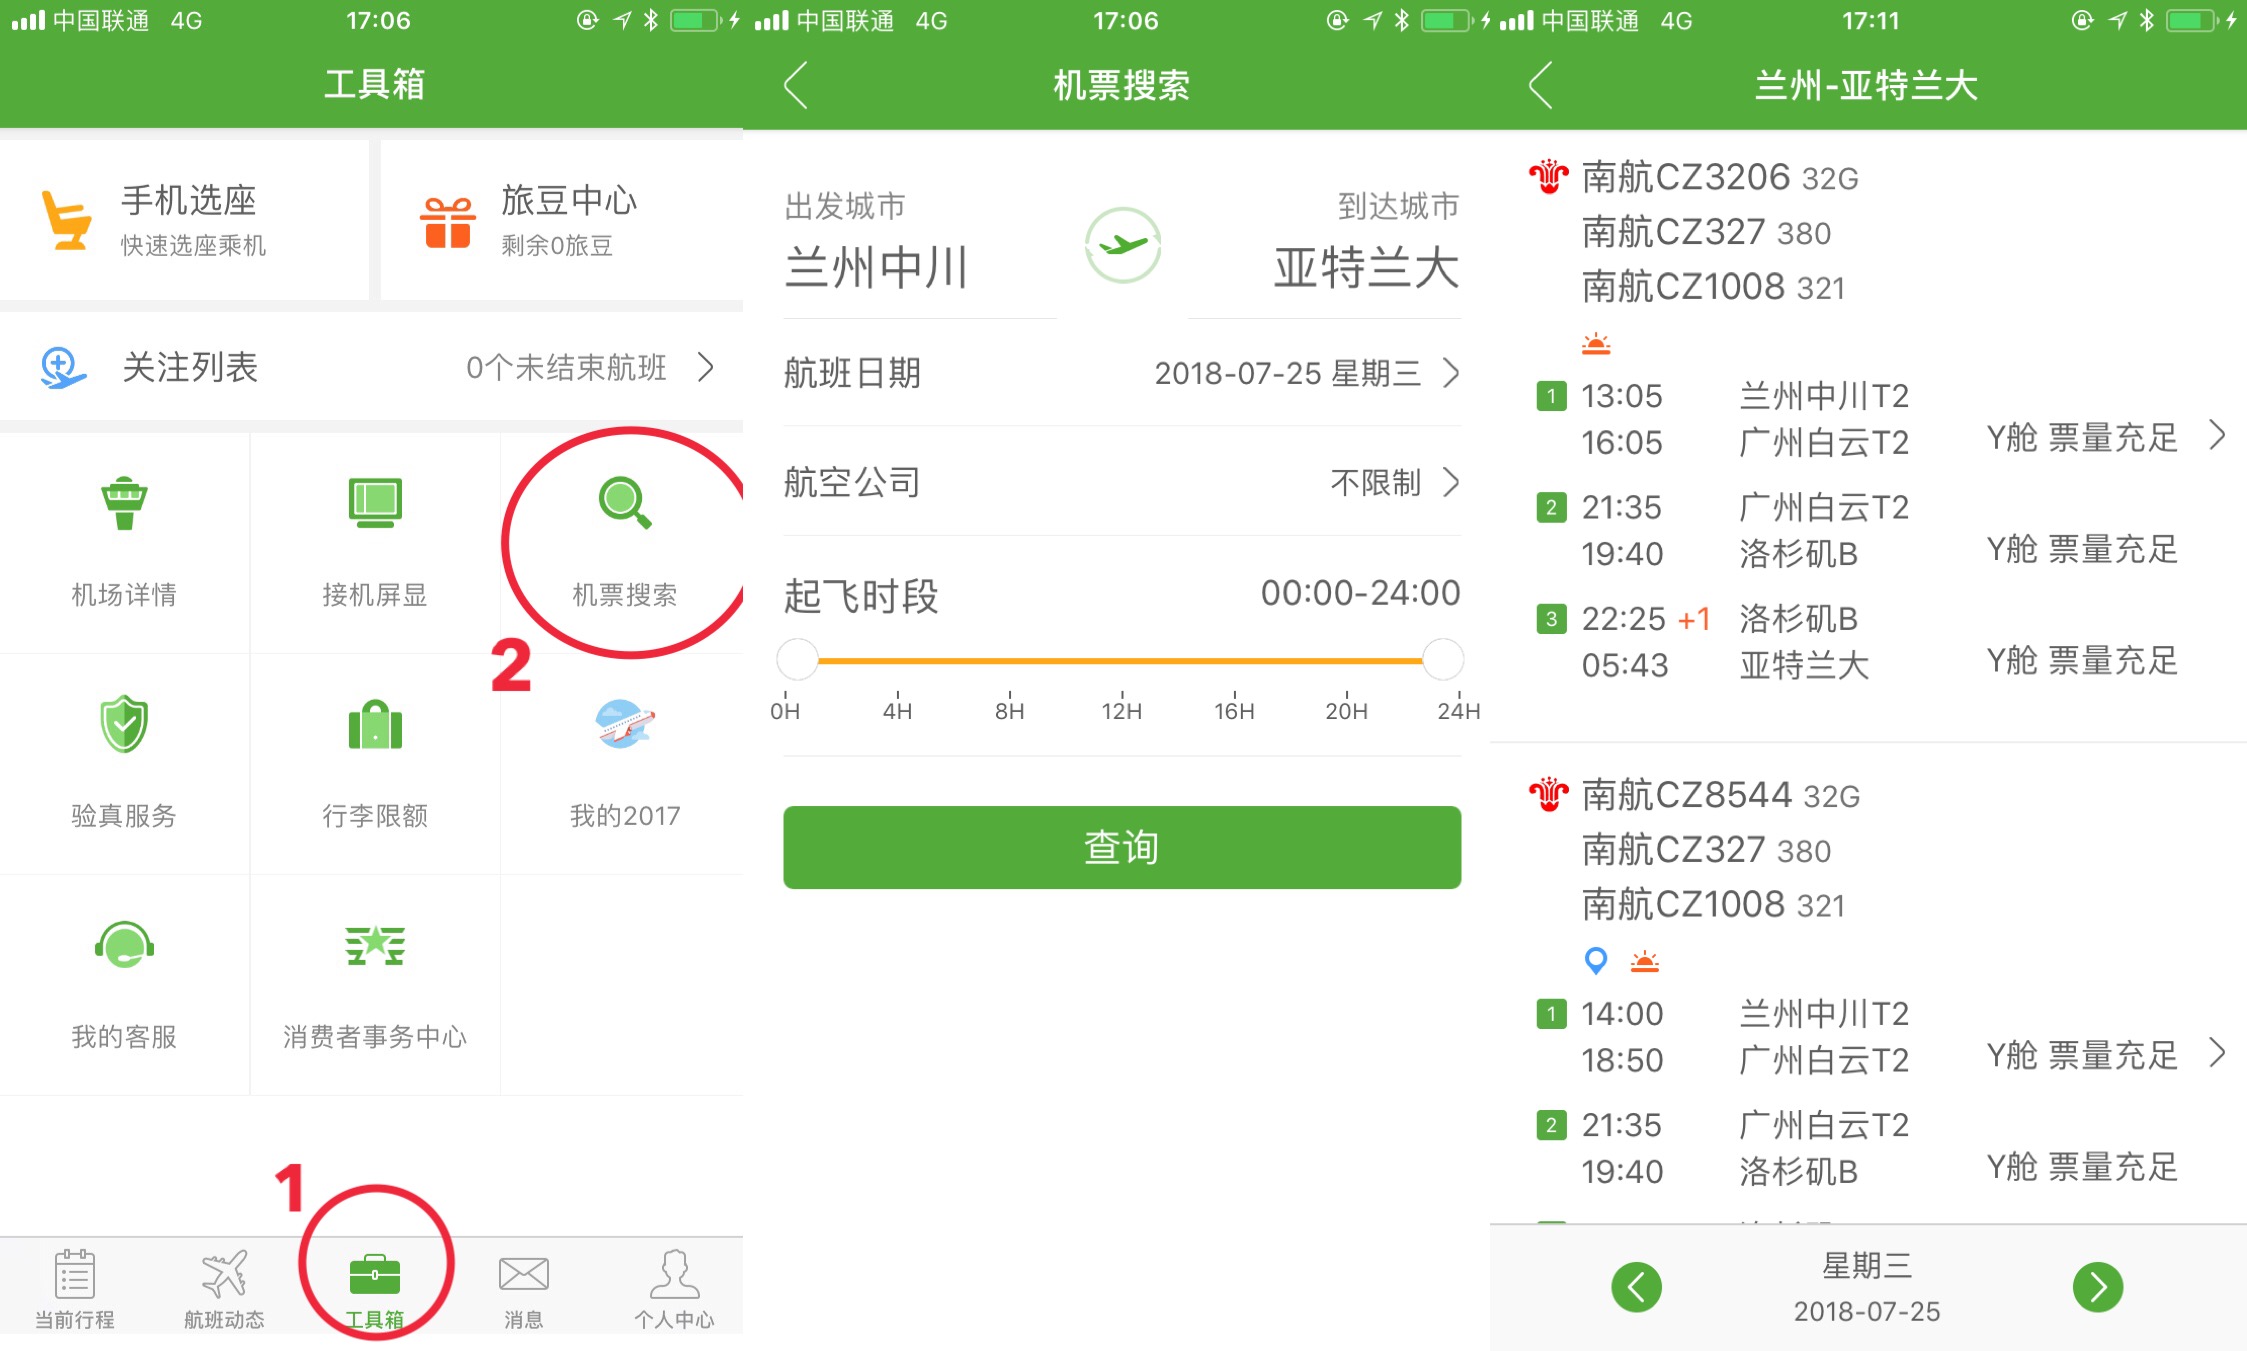 中国联通 4G 17:06
工具箱
手机选座
快速选座乘机
旅豆中心
剩余0旅豆
关注列表 0个未结束航班
机场详情 接机屏显 机票搜索
2
验真服务 行李限额 我的2017
我的客服 消费者事务中心
1
当前行程 航班动态 工具箱 消息 个人中心
中国联通 4G 17:06
机票搜索
出发城市 到达城市
兰州中川 亚特兰大
航班日期 2018-07-25 星期三
航空公司 不限制
起飞时段 00:00-24:00
0H 4H 8H 12H 16H 20H 24H
查询
中国联通 4G 17:11
兰州-亚特兰大
南航CZ3206 32G
南航CZ327 380
南航CZ1008 321
1 13:05 兰州中川T2
16:05 广州白云T2
Y舱 票量充足
2 21:35 广州白云T2
19:40 洛杉矶B
Y舱 票量充足
3 22:25 +1 洛杉矶B
05:43 亚特兰大
Y舱 票量充足
南航CZ8544 32G
南航CZ327 380
南航CZ1008 321
1 14:00 兰州中川T2
18:50 广州白云T2
Y舱 票量充足
2 21:35 广州白云T2
19:40 洛杉矶B
Y舱 票量充足
星期三
2018-07-25